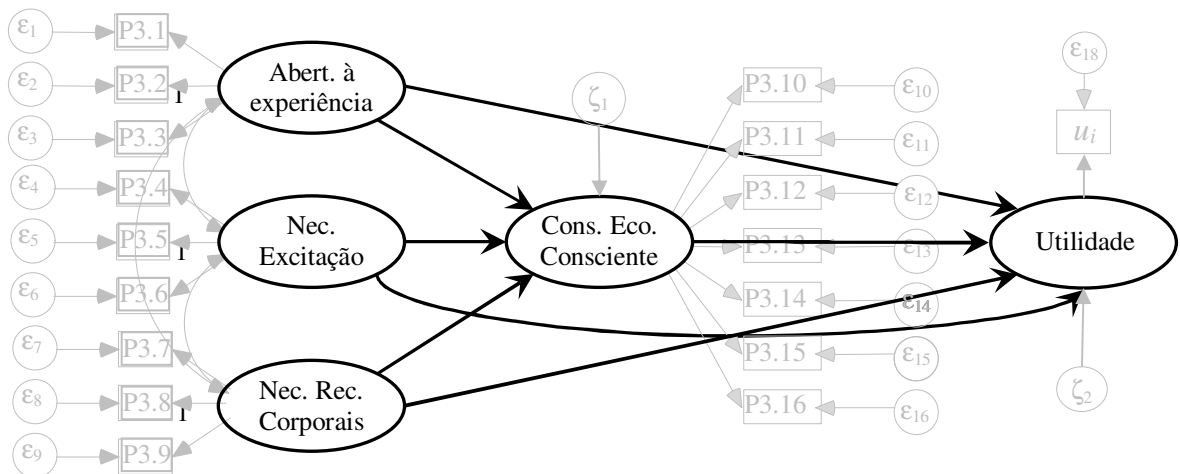 ε1 P3.1
ε2 P3.2
1
ε3 P3.3
ε4 P3.4
ε5 P3.5
1
ε6 P3.6
ε7 P3.7
ε8 P3.8
1
ε9 P3.9
Abert. à
experiência
Nec.
Excitação
Nec. Rec.
Corporais
ζ1
Cons. Eco.
Consciente
P3.10 ε10
P3.11 ε11
P3.12 ε12
P3.13 ε13
P3.14 ε14
P3.15 ε15
P3.16 ε16
ε18
ui
Utilidade
ζ2